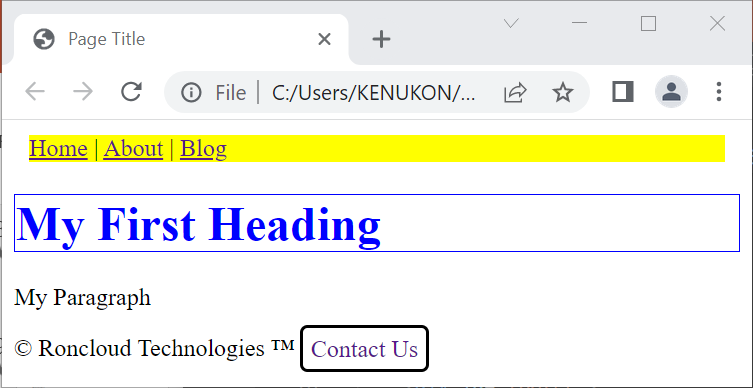 Page Title
File | C:/Users/KENUKON/...
Home | About | Blog
My First Heading
My Paragraph
© Roncloud Technologies ™ Contact Us